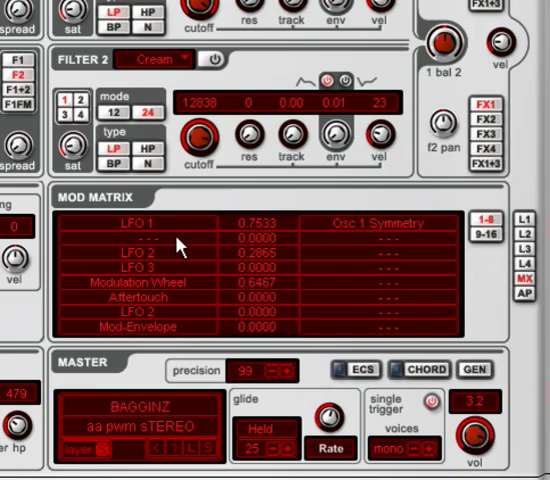 spread
sat
LP HP
BP N
cutoff res track env vel
FX1+3
1 bal 2 vel
FILTER 2 Cream
F1
F2
F1+2
F1FM
1 2
3 4
mode
12 24
type
LP HP
BP N
12838 0 0.00 0.01 23
spread
sat
cutoff res track env vel
f2 pan
FX1
FX2
FX3
FX4
FX1+3
MOD MATRIX
ng
0
vel
LFO 1 0.7533 Osc 1 Symmetry
- - - 0.0000 - - -
LFO 2 0.2865 - - -
LFO 3 0.0000 - - -
Modulation Wheel 0.6467 - - -
Aftertouch 0.0000 - - -
LFO 2 0.0000 - - -
Mod-Envelope 0.0000 - - -
1-8
9-16
L1
L2
L3
L4
MX
AP
MASTER
precision 99 ECS CHORD GEN
479
er hp
BAGGINZ
aa pwm sTEREO
layer S < > L S
glide
Held
25
Rate
single
trigger
voices
mono
3.2
vol